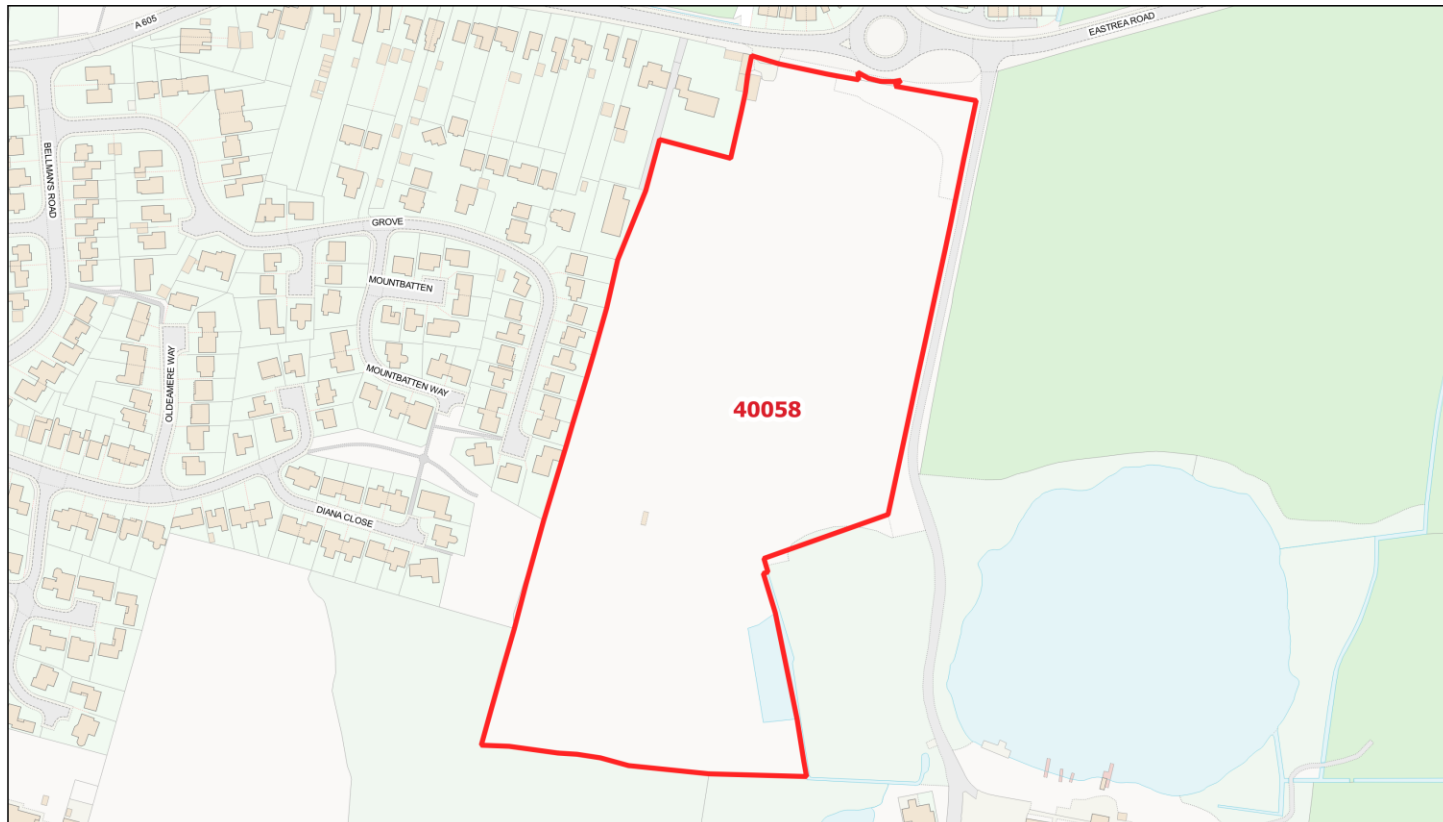 A 605
EASTREA ROAD
BELLMAN'S ROAD
GROVE
MOUNTBATTEN
OLDEAMERE WAY
MOUNTBATTEN WAY
40058
DIANA CLOSE